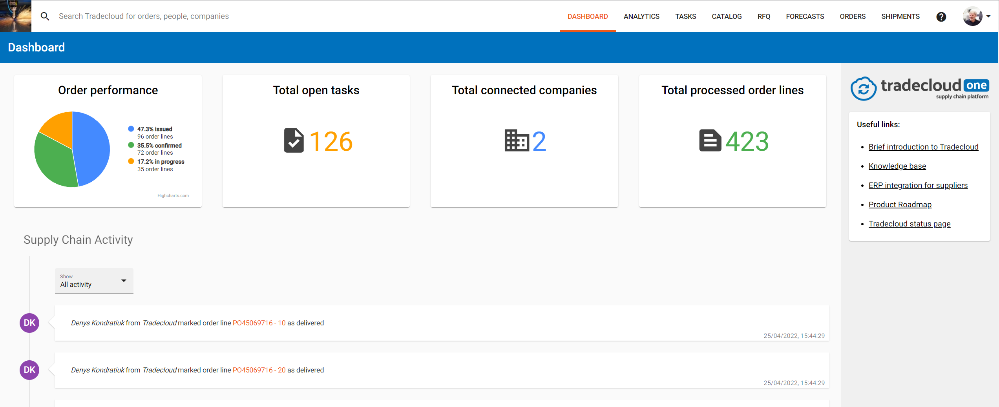 Search Tradecloud for orders, people, companies
DASHBOARD ANALYTICS TASKS CATALOG RFQ FORECASTS ORDERS SHIPMENTS ?
Dashboard
Order performance
47.3% issued
96 order lines
35.5% confirmed
72 order lines
17.2% in progress
35 order lines
Highcharts.com
Total open tasks
126
Total connected companies
2
Total processed order lines
423
tradecloud one
supply chain platform
Useful links:
• Brief introduction to Tradecloud
• Knowledge base
• ERP integration for suppliers
• Product Roadmap
• Tradecloud status page
Supply Chain Activity
Show
All activity
DK
Denys Kondratiuk from Tradecloud marked order line PO45069716 - 10 as delivered
25/04/2022, 15:44:29
DK
Denys Kondratiuk from Tradecloud marked order line PO45069716 - 20 as delivered
25/04/2022, 15:44:29